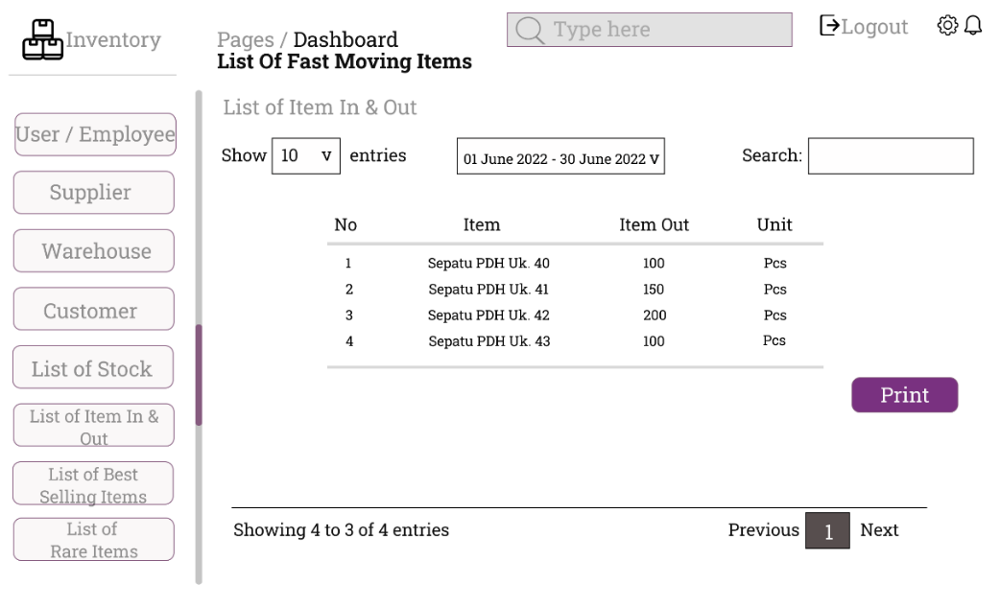 Inventory
Pages / Dashboard
List Of Fast Moving Items
Type here
Logout
User / Employee
Supplier
Warehouse
Customer
List of Stock
List of Item In &
Out
List of Best
Selling Items
List of
Rare Items
List of Item In & Out
Show 10 v entries
01 June 2022 - 30 June 2022 V
Search:
No Item Item Out Unit
1 Sepatu PDH Uk. 40 100 Pcs
2 Sepatu PDH Uk. 41 150 Pcs
3 Sepatu PDH Uk. 42 200 Pcs
4 Sepatu PDH Uk. 43 100 Pcs
Print
Showing 4 to 3 of 4 entries
Previous 1 Next